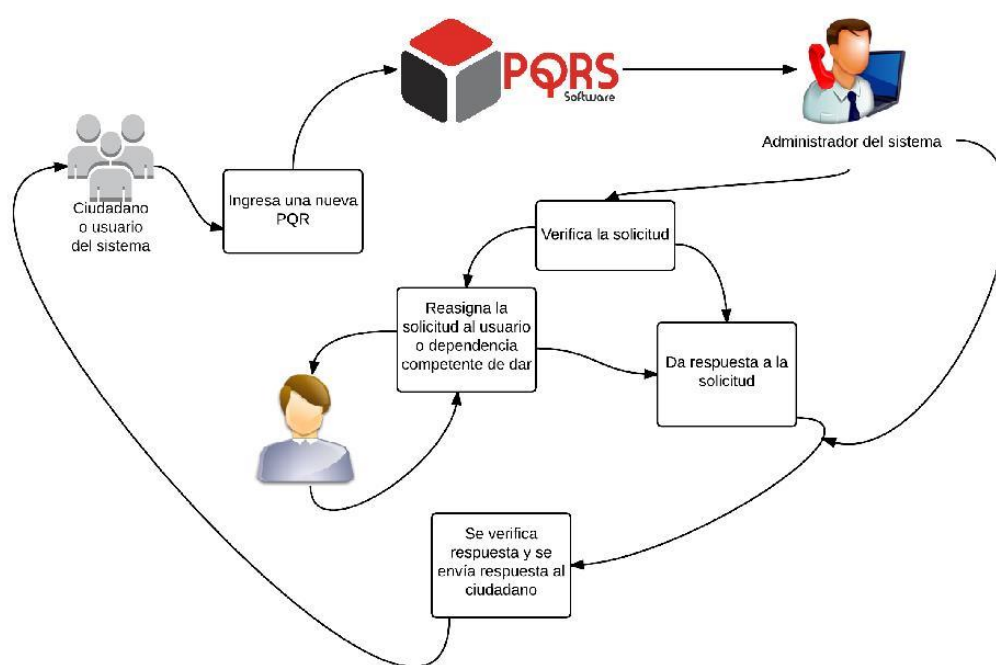 PQRS
Software
Administrador del sistema
Ciudadano
o usuario
del sistema
Ingresa una nueva
PQR
Verifica la solicitud
Reasigna la
solicitud al usuario
o dependencia
competente de dar
Da respuesta a la
solicitud
Se verifica
respuesta y se
envía respuesta al
ciudadano